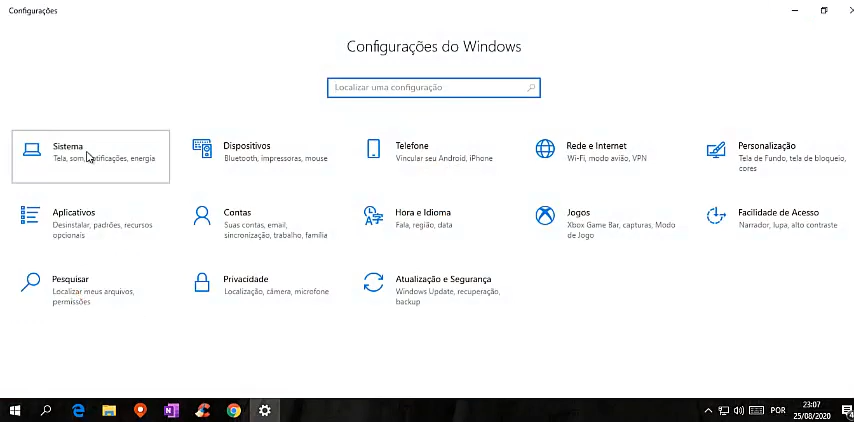 Configurações
Configurações do Windows
Localizar uma configuração
Sistema
Tela, som, notificações, energia
Dispositivos
Bluetooth, impressoras, mouse
Telefone
Vincular seu Android, iPhone
Rede e Internet
Wi-Fi, modo avião, VPN
Personalização
Tela de Fundo, tela de bloqueio,
cores
Aplicativos
Desinstalar, padrões, recursos
opcionais
Contas
Suas contas, email,
sincronização, trabalho, família
Hora e Idioma
Fala, região, data
Jogos
Xbox Game Bar, capturas, Modo
de Jogo
Facilidade de Acesso
Narrador, lupa, alto contraste
Pesquisar
Localizar meus arquivos,
permissões
Privacidade
Localização, câmera, microfone
Atualização e Segurança
Windows Update, recuperação,
backup
POR
23:07
25/08/2020
4